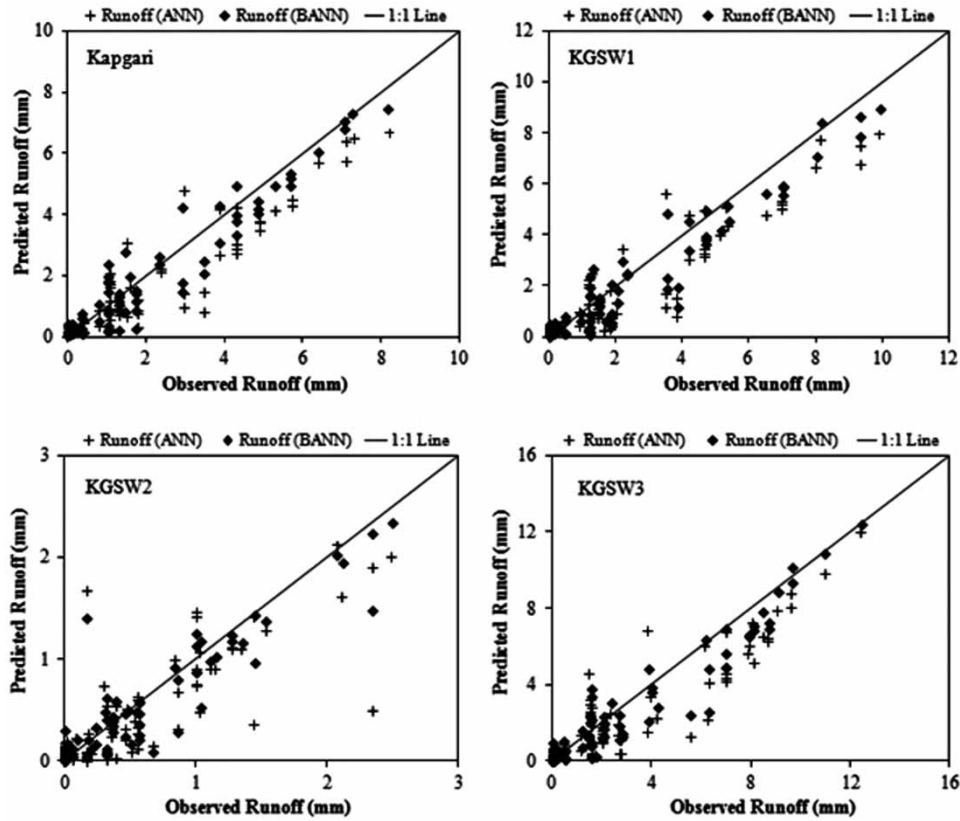 + Runoff (ANN) ◆ Runoff (BANN) — 1:1 Line
Kapgari
Predicted Runoff (mm)
10
8
6
4
2
0
0 2 4 6 8 10
Observed Runoff (mm)
+ Runoff (ANN) ◆ Runoff (BANN) — 1:1 Line
KGSW1
Predicted Runoff (mm)
12
10
8
6
4
2
0
0 2 4 6 8 10 12
Observed Runoff (mm)
+ Runoff (ANN) ◆ Runoff (BANN) — 1:1 Line
KGSW2
Predicted Runoff (mm)
3
2
1
0
0 1 2 3
Observed Runoff (mm)
+ Runoff (ANN) ◆ Runoff (BANN) — 1:1 Line
KGSW3
Predicted Runoff (mm)
16
12
8
4
0
0 4 8 12 16
Observed Runoff (mm)